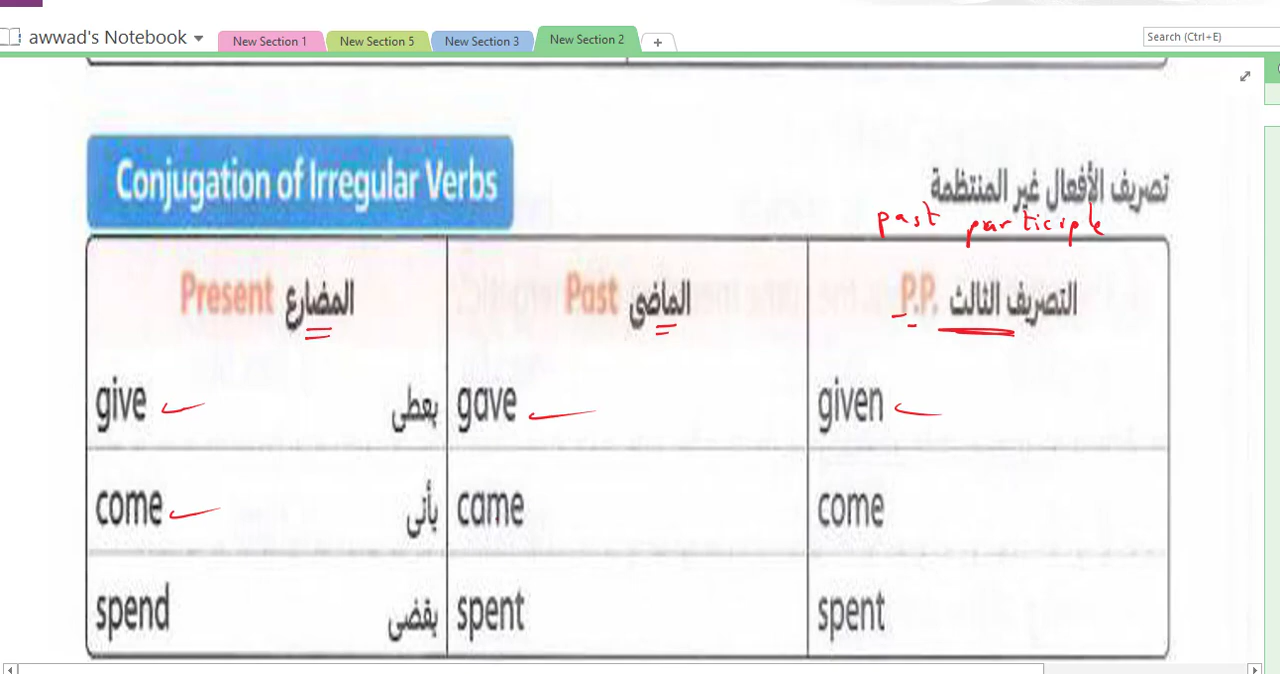 awwad's Notebook New Section 1 New Section 5 New Section 3 New Section 2 + Search (Ctrl+E)
Conjugation of Irregular Verbs تصريف الأفعال غير المنتظمة
past participle
Present المضارع Past الماضى P.P. التصريف الثالث
give يعطى gave given
come يأتى came come
spend يقضى spent spent